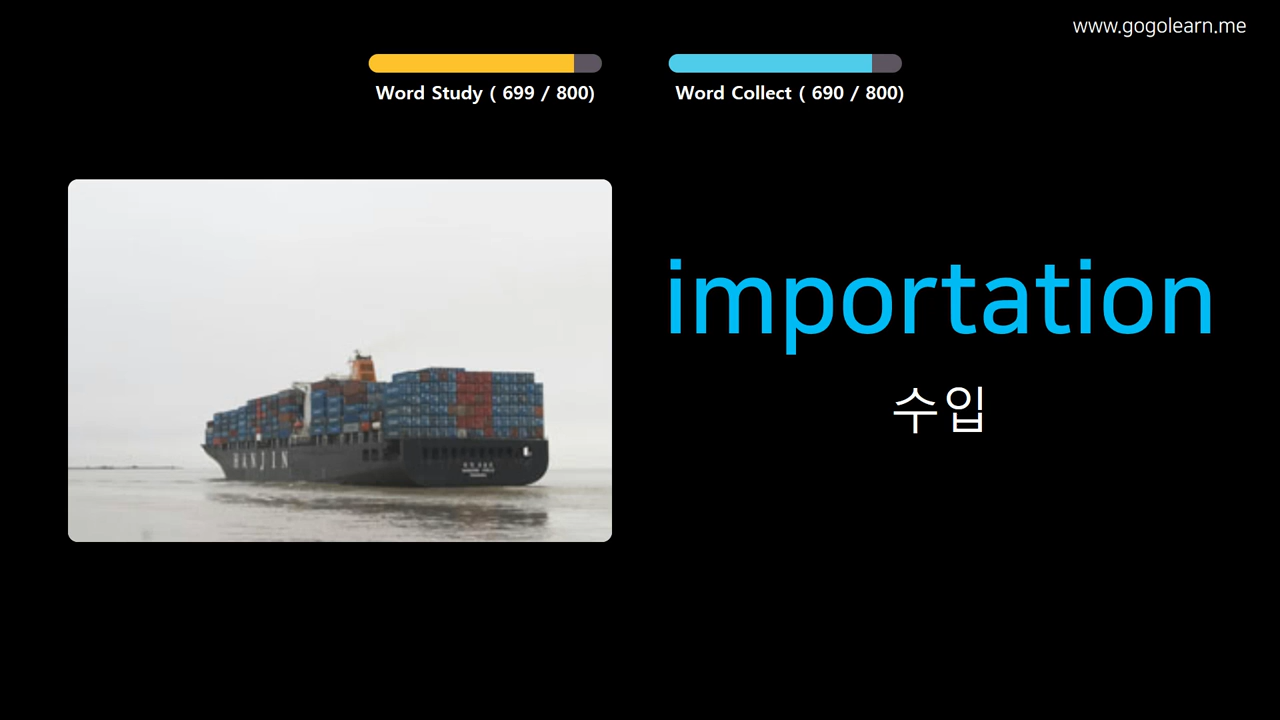 www.gogolearn.me
Word Study ( 699 / 800)
Word Collect ( 690 / 800)
importation
수입
HANJIN